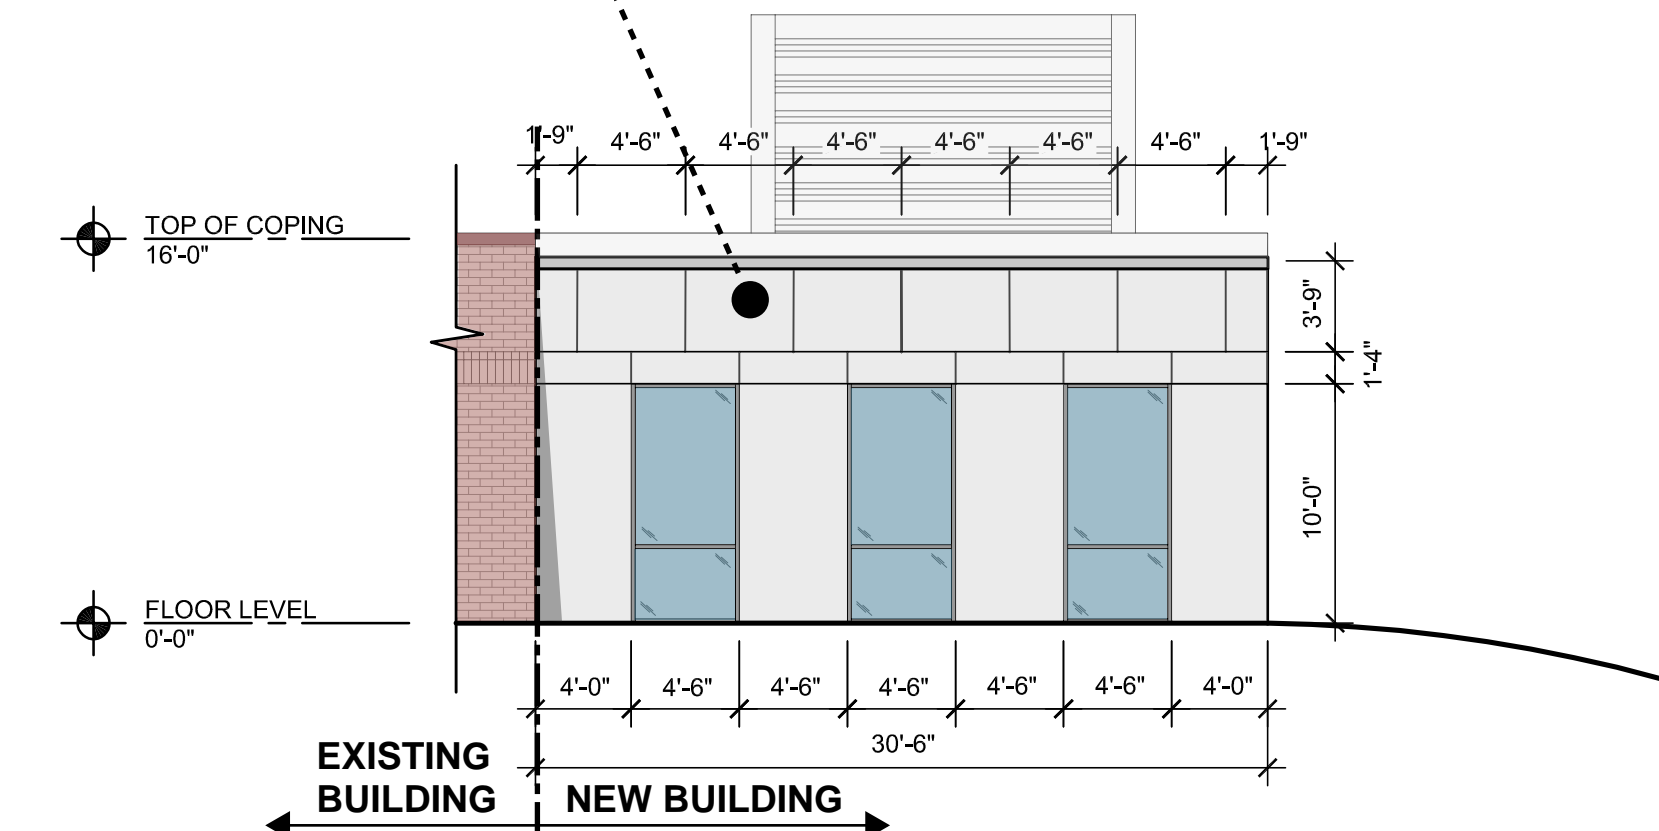 1'-9" 4'-6" 4'-6" 4'-6" 4'-6" 4'-6" 4'-6" 1'-9"
TOP OF COPING
16'-0"
3'-9"
1'-4"
10'-0"
FLOOR LEVEL
0'-0"
4'-0" 4'-6" 4'-6" 4'-6" 4'-6" 4'-6" 4'-0"
30'-6"
EXISTING
BUILDING
NEW BUILDING